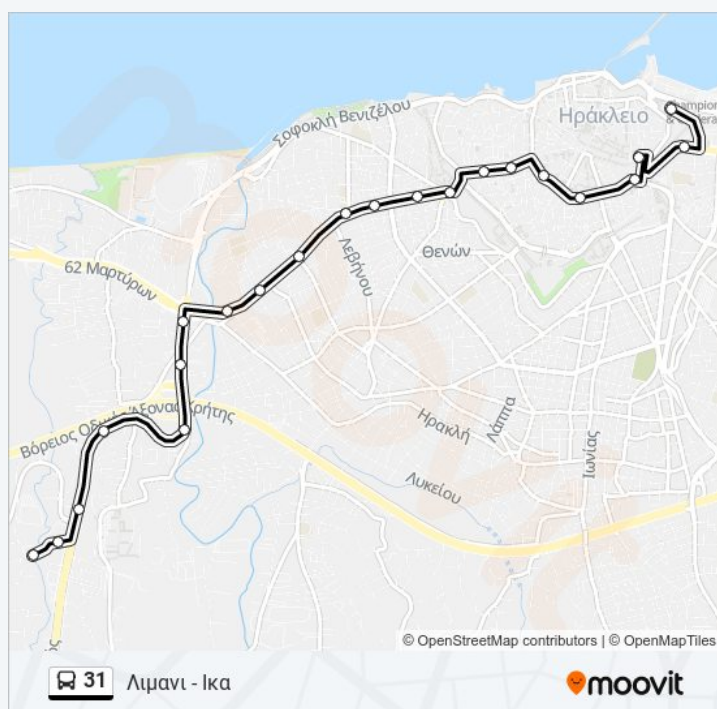 Σοφοκλή Βενιζέλου
Ηράκλειο
Champion
Θενών
Λεβήνου
62 Μαρτύρων
Βόρειος Οδικός Άξονας Κρήτης
Ηρακλή
Λάππα
Ιωνίας
Λυκείου
© OpenStreetMap contributors | © OpenMapTiles
31
Λιμανι - Ικα
moovit